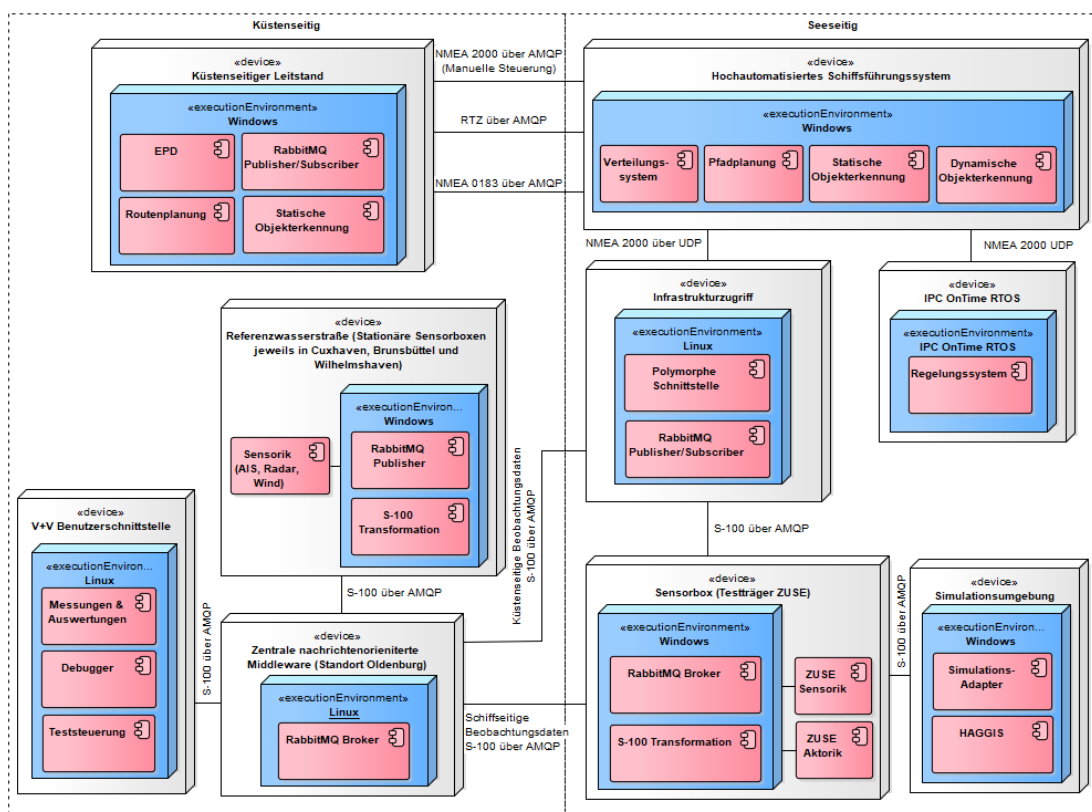 Küstenseitig
Seeseitig
«device»
Küstenseitiger Leitstand
«executionEnvironment»
Windows
EPD
RabbitMQ
Publisher/Subscriber
Routenplanung
Statische
Objekterkennung
NMEA 2000 über AMQP
(Manuelle Steuerung)
RTZ über AMQP
NMEA 0183 über AMQP
«device»
Hochautomatisiertes Schiffsführungssystem
«executionEnvironment»
Windows
Verteilungs-
system
Pfadplanung
Statische
Objekterkennung
Dynamische
Objekterkennung
NMEA 2000 über UDP
NMEA 2000 UDP
«device»
Infrastrukturzugriff
«executionEnvironment»
Linux
Polymorphe
Schnittstelle
RabbitMQ
Publisher/Subscriber
«device»
IPC OnTime RTOS
«executionEnvironment»
IPC OnTime RTOS
Regelungssystem
«device»
Referenzwasserstraße (Stationäre Sensorboxen
jeweils in Cuxhaven, Brunsbüttel und
Wilhelmshaven)
«executionEnviron...
Windows
Sensorik
(AIS, Radar,
Wind)
RabbitMQ
Publisher
S-100
Transformation
Küstenseitige Beobachtungsdaten
S-100 über AMQP
S-100 über AMQP
S-100 über AMQP
«device»
V+V Benutzerschnittstelle
«executionEnviro...
Linux
Messungen &
Auswertungen
Debugger
Teststeuerung
S-100 über AMQP
«device»
Zentrale nachrichtenorienierte
Middleware (Standort Oldenburg)
«executionEnvironment»
Linux
RabbitMQ Broker
Schiffseitige
Beobachtungdaten
S-100 über AMQP
«device»
Sensorbox (Testträger ZUSE)
«executionEnvironment»
Windows
RabbitMQ Broker
S-100 Transformation
ZUSE
Sensorik
ZUSE
Aktorik
S-100 über AMQP
«device»
Simulationsumgebung
«executionEnviro...
Windows
Simulations-
Adapter
HAGGIS